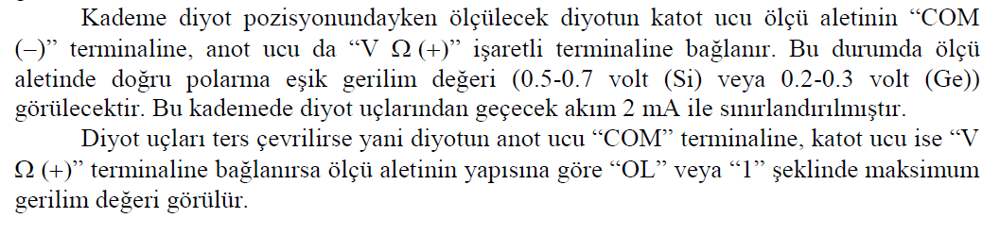 Kademe diyot pozisyonundayken ölçülecek diyotun katot ucu ölçü aletinin “COM
(–)” terminaline, anot ucu da “V Ω (+)” işaretli terminaline bağlanır. Bu durumda ölçü
aletinde doğru polarma eşik gerilim değeri (0.5-0.7 volt (Si) veya 0.2-0.3 volt (Ge))
görülecektir. Bu kademede diyot uçlarından geçecek akım 2 mA ile sınırlandırılmıştır.
Diyot uçları ters çevrilirse yani diyotun anot ucu “COM” terminaline, katot ucu ise “V
Ω (+)” terminaline bağlanırsa ölçü aletinin yapısına göre “OL” veya “1” şeklinde maksimum
gerilim değeri görülür.